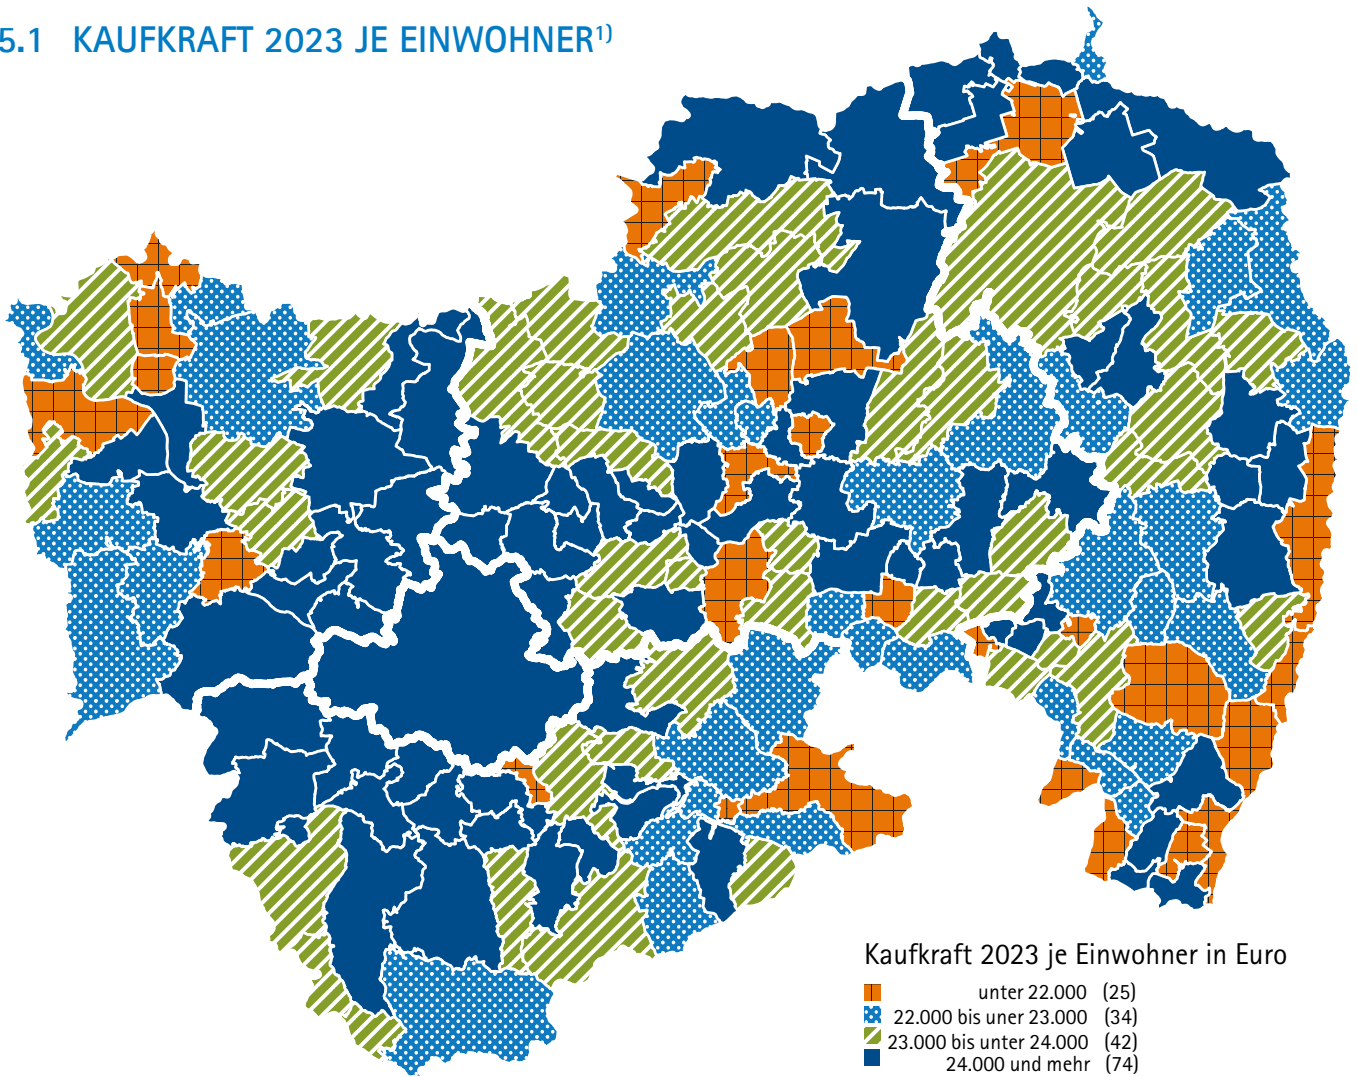 5.1 KAUFKRAFT 2023 JE EINWOHNER¹⁾
Kaufkraft 2023 je Einwohner in Euro
unter 22.000 (25)
22.000 bis uner 23.000 (34)
23.000 bis unter 24.000 (42)
24.000 und mehr (74)